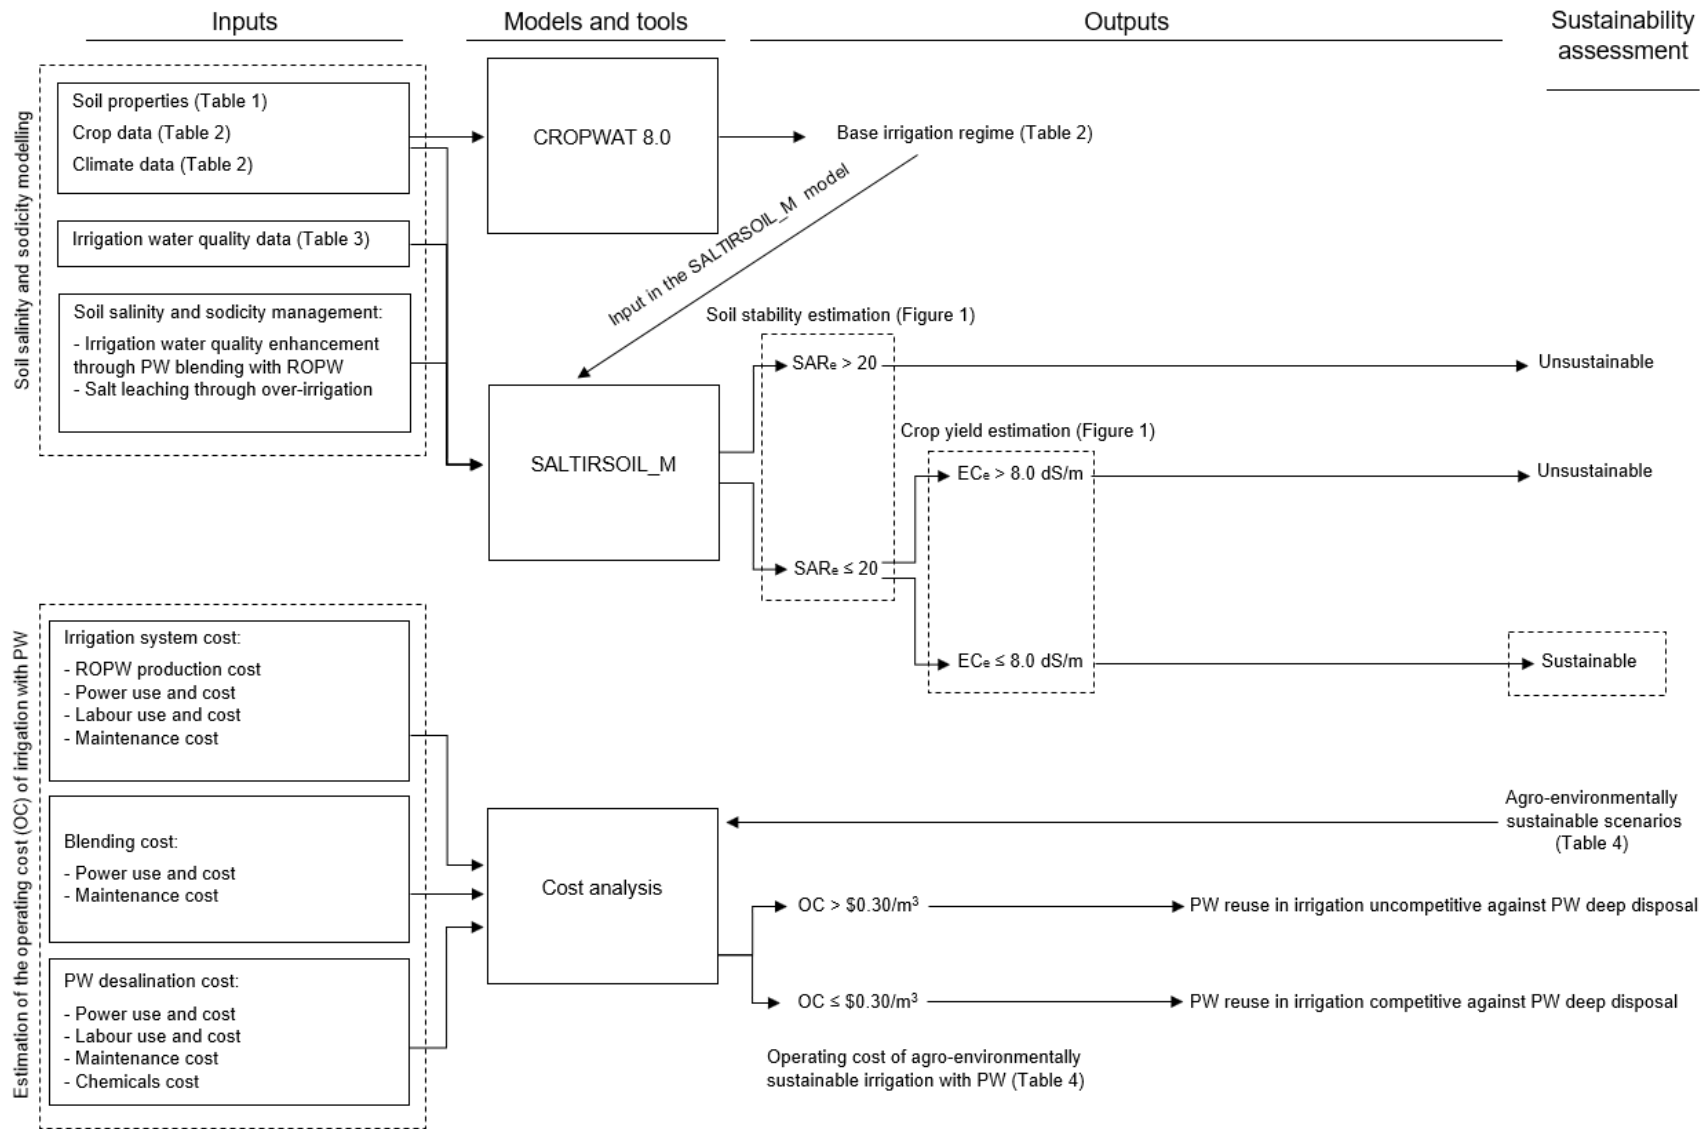 Inputs
Models and tools
Outputs
Sustainability
assessment
Soil salinity and sodicity modelling
Soil properties (Table 1)
Crop data (Table 2)
Climate data (Table 2)
Irrigation water quality data (Table 3)
Soil salinity and sodicity management:
- Irrigation water quality enhancement
through PW blending with ROPW
- Salt leaching through over-irrigation
CROPWAT 8.0
Base irrigation regime (Table 2)
Input in the SALTIRSOIL_M model
SALTIRSOIL_M
Soil stability estimation (Figure 1)
SARe > 20
Unsustainable
Crop yield estimation (Figure 1)
ECe > 8.0 dS/m
Unsustainable
SARe ≤ 20
ECe ≤ 8.0 dS/m
Sustainable
Estimation of the operating cost (OC) of irrigation with PW
Irrigation system cost:
- ROPW production cost
- Power use and cost
- Labour use and cost
- Maintenance cost
Blending cost:
- Power use and cost
- Maintenance cost
PW desalination cost:
- Power use and cost
- Labour use and cost
- Maintenance cost
- Chemicals cost
Cost analysis
Agro-environmentally
sustainable scenarios
(Table 4)
OC > $0.30/m³
PW reuse in irrigation uncompetitive against PW deep disposal
OC ≤ $0.30/m³
PW reuse in irrigation competitive against PW deep disposal
Operating cost of agro-environmentally
sustainable irrigation with PW (Table 4)